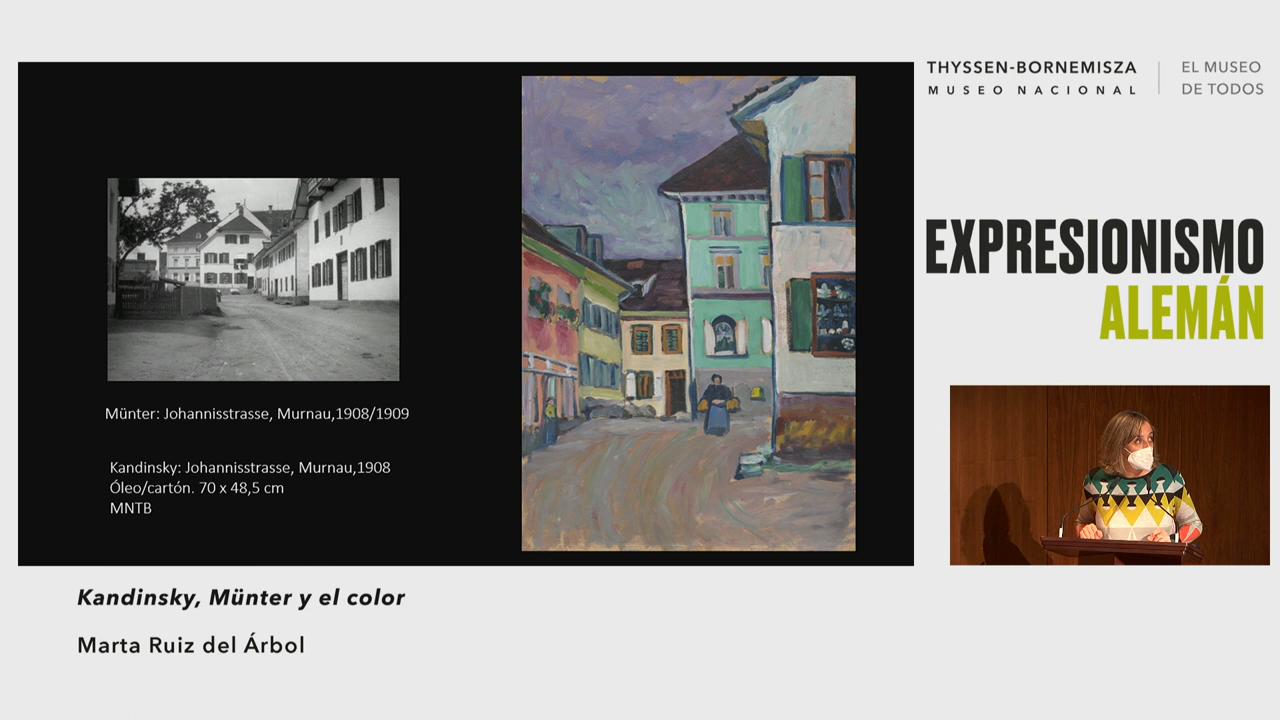 THYSSEN-BORNEMISZA
MUSEO NACIONAL
EL MUSEO
DE TODOS
EXPRESIONISMO
ALEMÁN
Münter: Johannisstrasse, Murnau,1908/1909
Kandinsky: Johannisstrasse, Murnau,1908
Óleo/cartón. 70 x 48,5 cm
MNTB
Kandinsky, Münter y el color
Marta Ruiz del Árbol